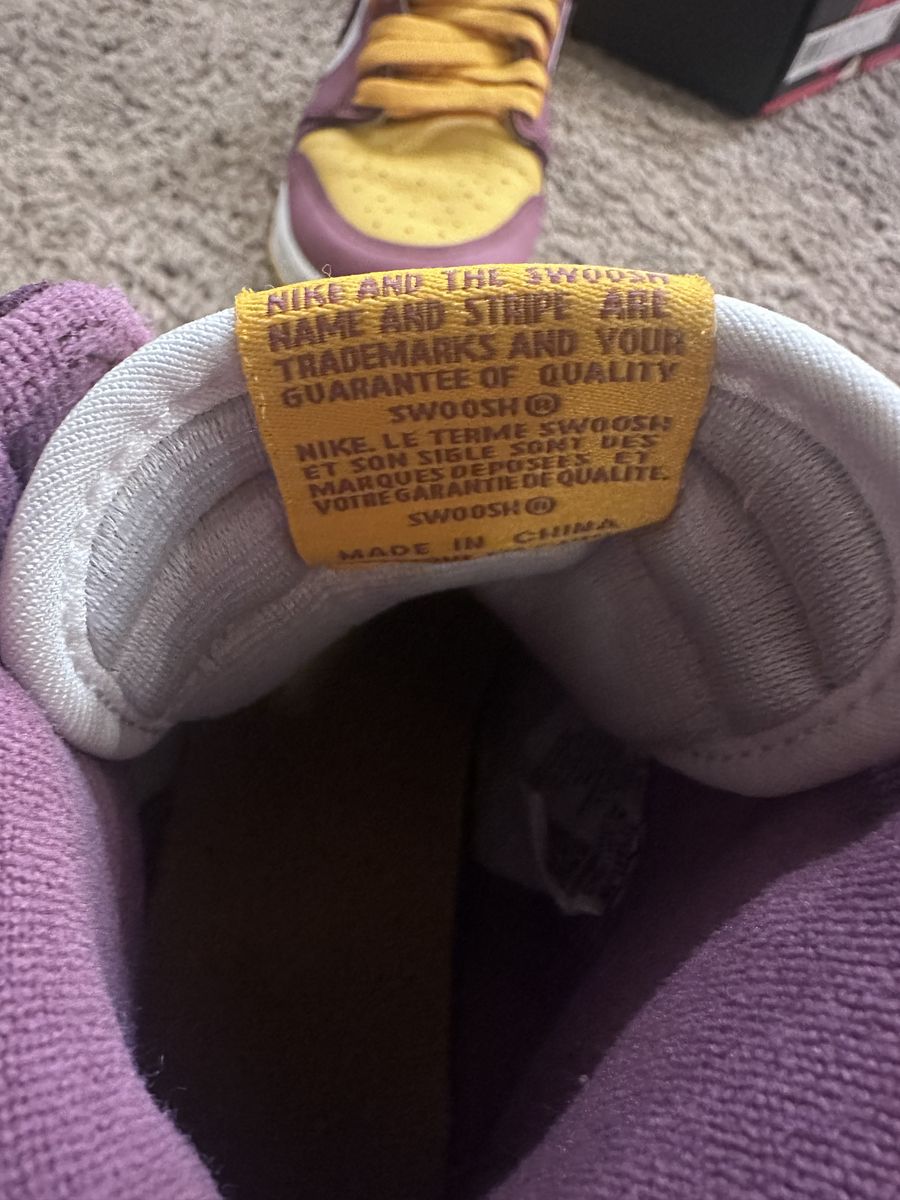 NIKE AND THE SWOOSH
NAME AND STRIPE ARE
TRADEMARKS AND YOUR
GUARANTEE OF QUALITY
SWOOSH®
NIKE. LE TERME SWOOSH
ET SON SIGLE SONT DES
MARQUES DEPOSEES ET
VOTRE GARANTIE DE QUALITE.
SWOOSH®
MADE IN CHINA